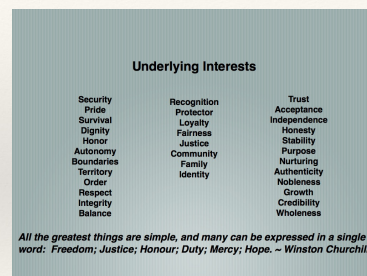 Underlying Interests
Security
Pride
Survival
Dignity
Honor
Autonomy
Boundaries
Territory
Order
Respect
Integrity
Balance
Recognition
Protector
Loyalty
Fairness
Justice
Community
Family
Identity
Trust
Acceptance
Independence
Honesty
Stability
Purpose
Nurturing
Authenticity
Nobleness
Growth
Credibility
Wholeness
All the greatest things are simple, and many can be expressed in a single
word: Freedom; Justice; Honour; Duty; Mercy; Hope. ~ Winston Churchil